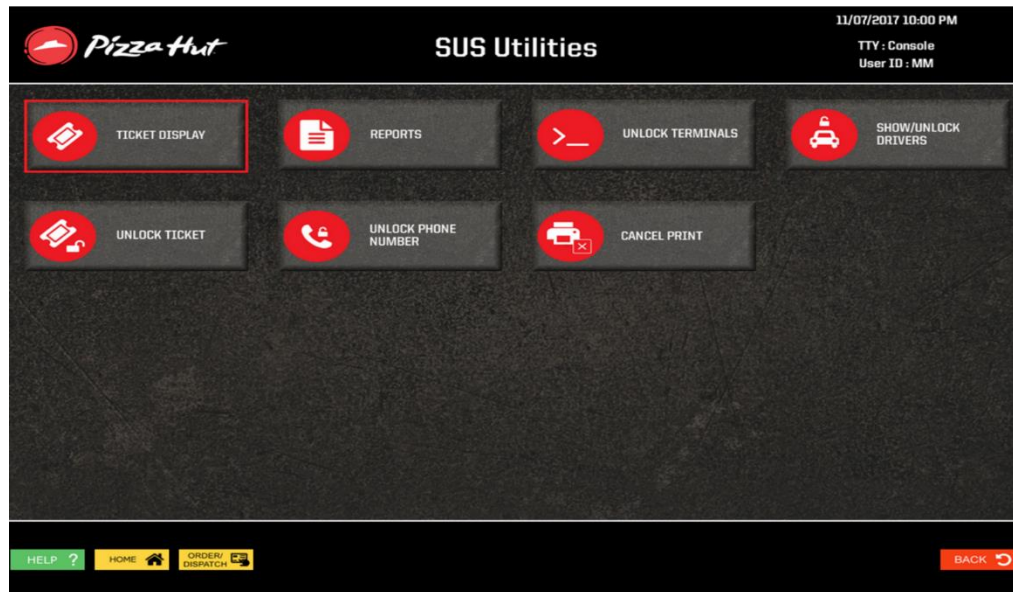 Pizza Hut
SUS Utilities
11/07/2017 10:00 PM
TTY : Console
User ID : MM
TICKET DISPLAY
REPORTS
>_
UNLOCK TERMINALS
SHOW/UNLOCK
DRIVERS
UNLOCK TICKET
UNLOCK PHONE
NUMBER
CANCEL PRINT
HELP ?
HOME
ORDER/
DISPATCH
BACK